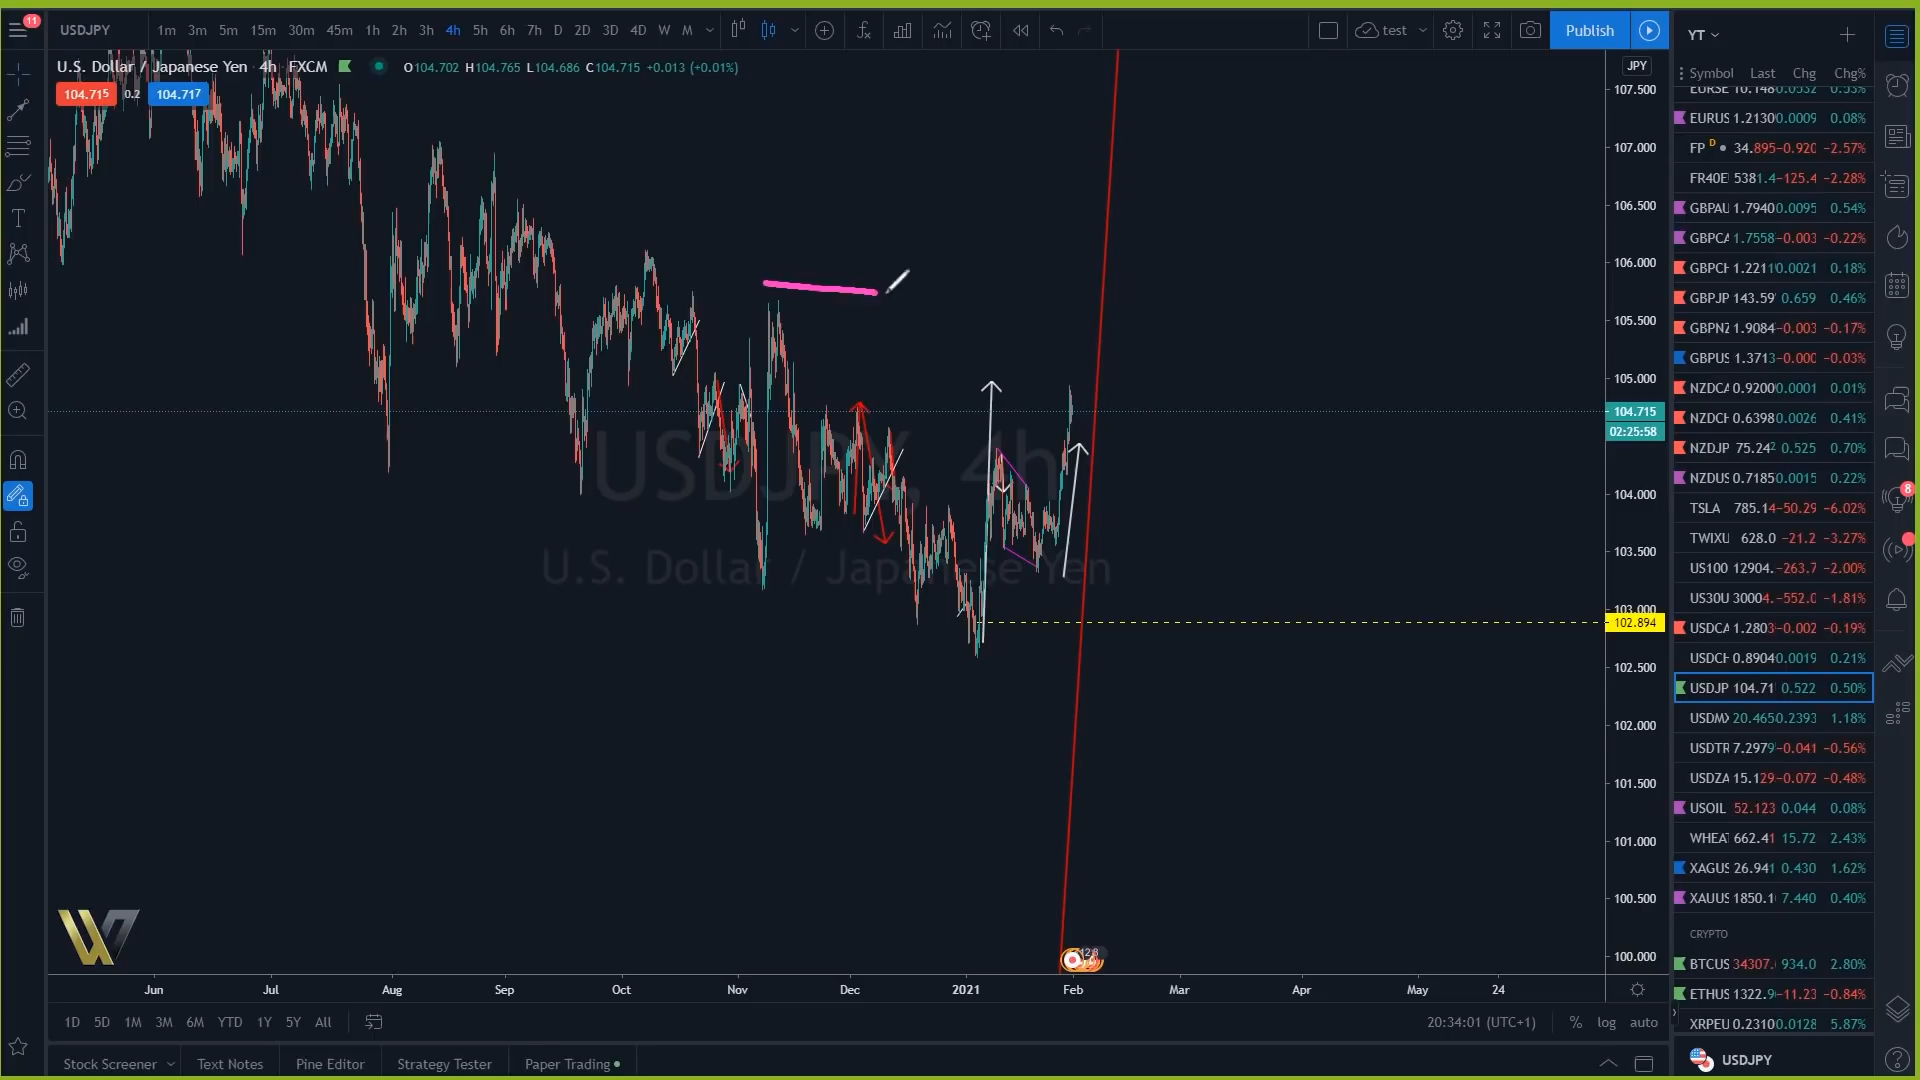 11 USDJPY 1m 3m 5m 15m 30m 45m 1h 2h 3h 4h 5h 6h 7h D 2D 3D 4D W M test Publish YT
U.S. Dollar / Japanese Yen 4h FXCM O104.702 H104.765 L104.686 C104.715 +0.013 (+0.01%)
104.715 0.2 104.717
JPY
107.500
107.000
106.500
106.000
105.500
105.000
104.715
02:25:58
104.000
103.500
103.000
102.894
102.500
102.000
101.500
101.000
100.500
100.000
USDJPY, 4h
U.S. Dollar / Japanese Yen
Jun Jul Aug Sep Oct Nov Dec 2021 Feb Mar Apr May 24
1D 5D 1M 3M 6M YTD 1Y 5Y All 20:34:01 (UTC+1) % log auto
Stock Screener Text Notes Pine Editor Strategy Tester Paper Trading
Symbol Last Chg Chg%
EURSE 10.148 0.0532 0.53%
EURUS 1.2130 0.0009 0.08%
FP D 34.895 −0.920 −2.57%
FR40E 5381.4 −125.4 −2.28%
GBPAU 1.7940 0.0095 0.54%
GBPCA 1.7558 −0.003 −0.22%
GBPCH 1.2211 0.0021 0.18%
GBPJP 143.59 0.659 0.46%
GBPNZ 1.9084 −0.003 −0.17%
GBPUS 1.3713 −0.000 −0.03%
NZDCA 0.9200 0.0001 0.01%
NZDCH 0.6398 0.0026 0.41%
NZDJP 75.242 0.525 0.70%
NZDUS 0.7185 0.0015 0.22%
TSLA 785.14 −50.29 −6.02%
TWIXU 628.0 −21.2 −3.27%
US100 12904. −263.7 −2.00%
US30U 30004. −552.0 −1.81%
USDCA 1.2803 −0.002 −0.19%
USDCH 0.8904 0.0019 0.21%
USDJP 104.71 0.522 0.50%
USDMX 20.465 0.2393 1.18%
USDTR 7.2979 −0.041 −0.56%
USDZA 15.129 −0.072 −0.48%
USOIL 52.123 0.044 0.08%
WHEAT 662.41 15.72 2.43%
XAGUS 26.941 0.430 1.62%
XAUUS 1850.1 7.440 0.40%
CRYPTO
BTCUS 34307. 934.0 2.80%
ETHUS 1322.9 −11.23 −0.84%
XRPEU 0.2310 0.0128 5.87%
USDJPY
8